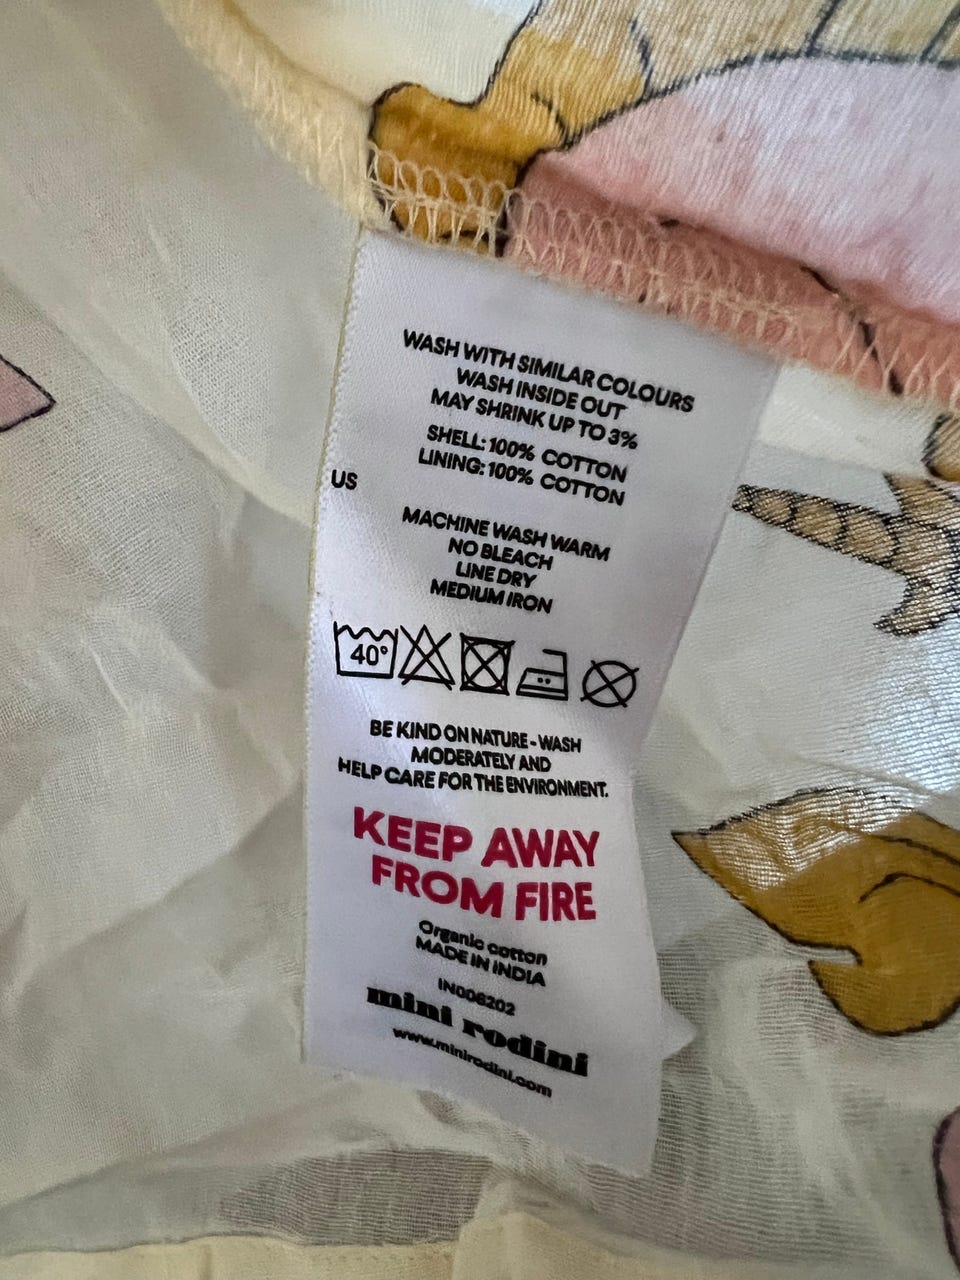 WASH WITH SIMILAR COLOURS
WASH INSIDE OUT
MAY SHRINK UP TO 3%
SHELL: 100% COTTON
LINING: 100% COTTON
US
MACHINE WASH WARM
NO BLEACH
LINE DRY
MEDIUM IRON
40°
BE KIND ON NATURE - WASH
MODERATELY AND
HELP CARE FOR THE ENVIRONMENT.
KEEP AWAY
FROM FIRE
Organic cotton
MADE IN INDIA
IN006202
mini rodini
www.minirodini.com